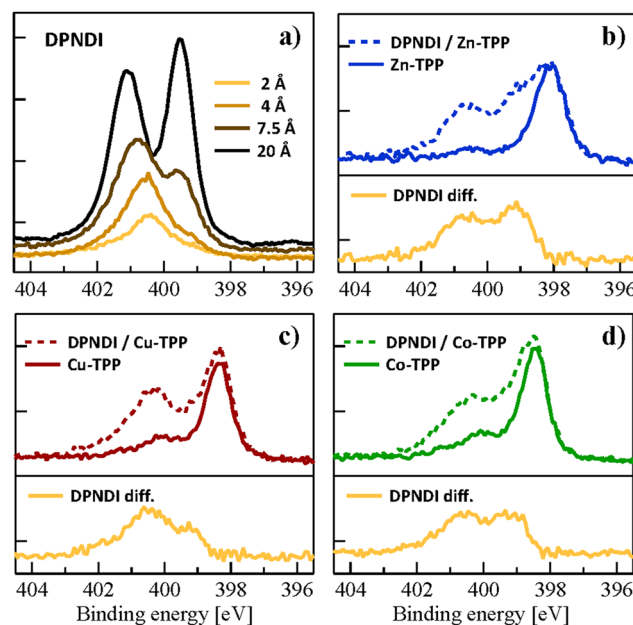 DPNDI
a)
2 Å
4 Å
7.5 Å
20 Å
404 402 400 398 396
b)
DPNDI / Zn-TPP
Zn-TPP
DPNDI diff.
404 402 400 398 396
c)
DPNDI / Cu-TPP
Cu-TPP
DPNDI diff.
404 402 400 398 396
Binding energy [eV]
d)
DPNDI / Co-TPP
Co-TPP
DPNDI diff.
404 402 400 398 396
Binding energy [eV]